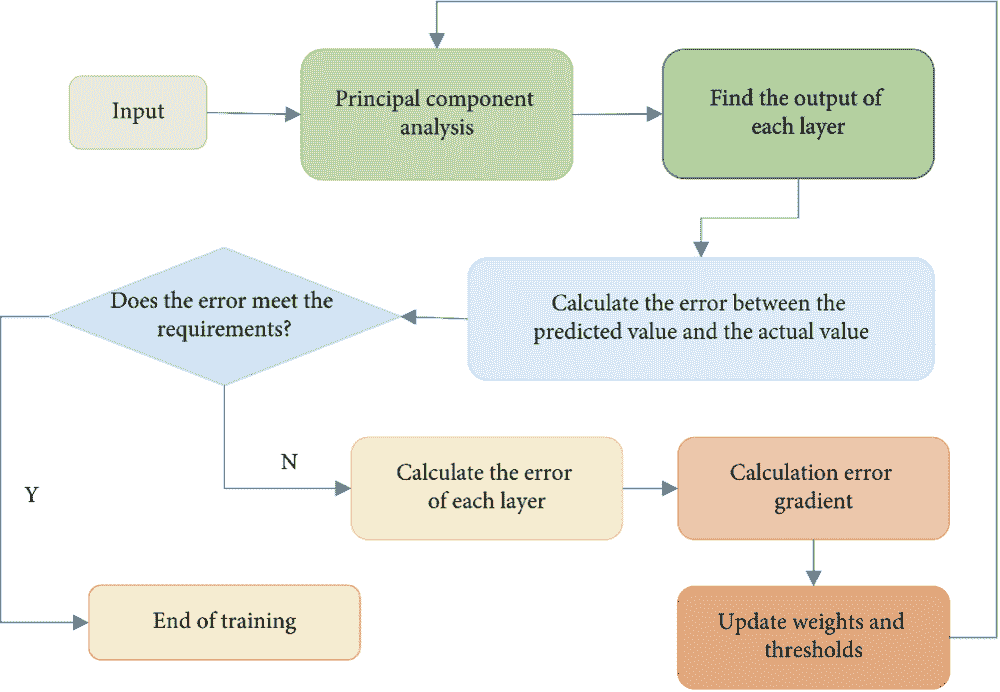 Input
Principal component
analysis
Find the output of
each layer
Does the error meet the
requirements?
Calculate the error between the
predicted value and the actual value
N
Y
Calculate the error
of each layer
Calculation error
gradient
End of training
Update weights and
thresholds